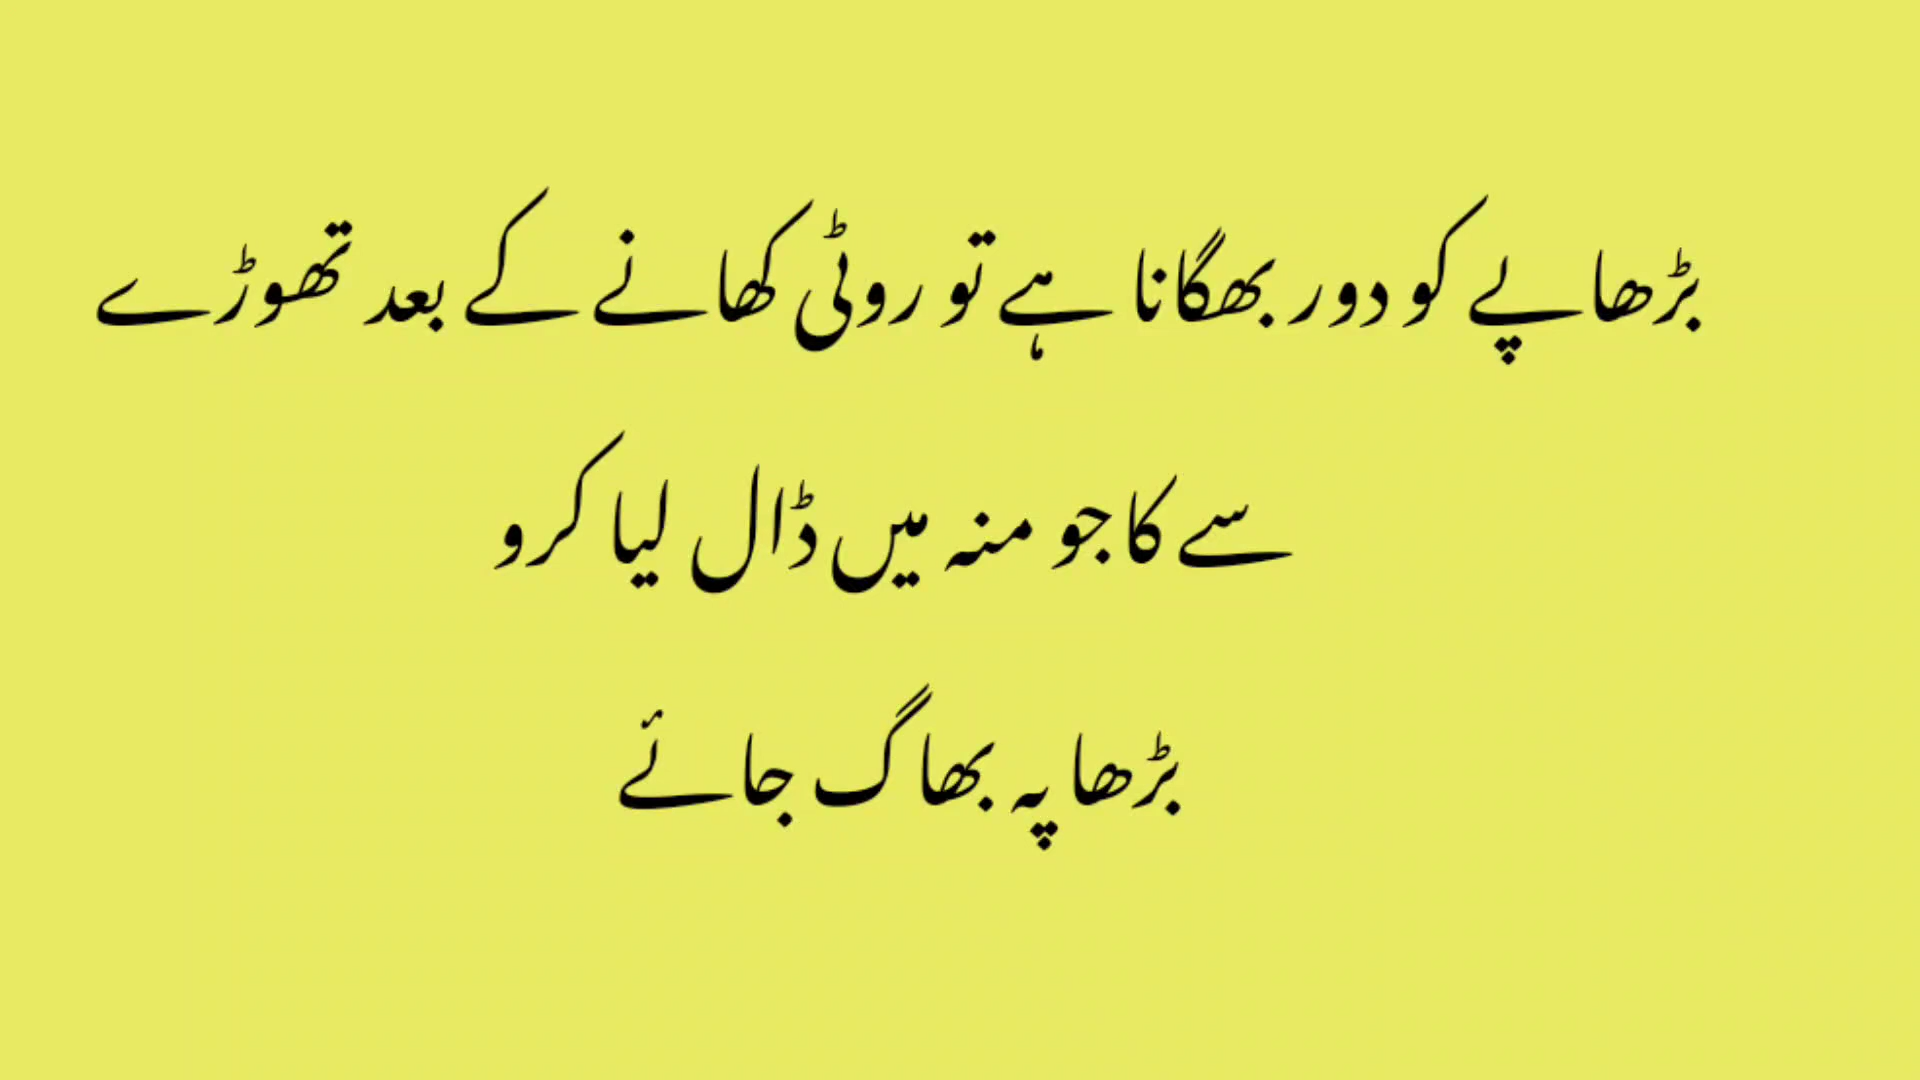 بڑھاپے کو دور بھگانا ہے تو روٹی کھانے کے بعد تھوڑے
سے کاجو منہ میں ڈال لیا کرو
بڑھاپہ بھاگ جائے